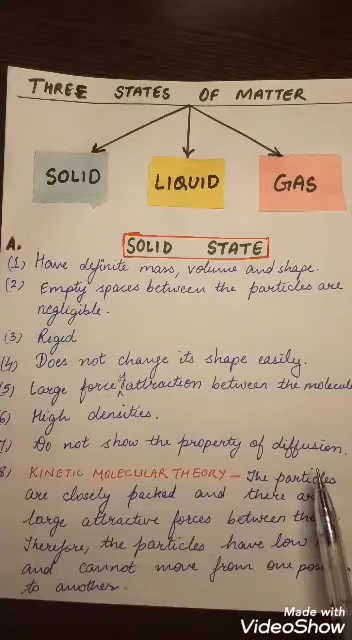 THREE STATES OF MATTER
SOLID
LIQUID
GAS
A. SOLID STATE
(1) Have definite mass, volume and shape.
(2) Empty spaces between the particles are
negligible.
(3) Rigid
(4) Does not change its shape easily.
(5) Large force of attraction between the molecule
6) High densities.
7) Do not show the property of diffusion.
8) KINETIC MOLECULAR THEORY – The particles
are closely packed and there are
large attractive forces between
Therefore, the particles have low
and cannot move from one
to another.
Made with
VideoShow